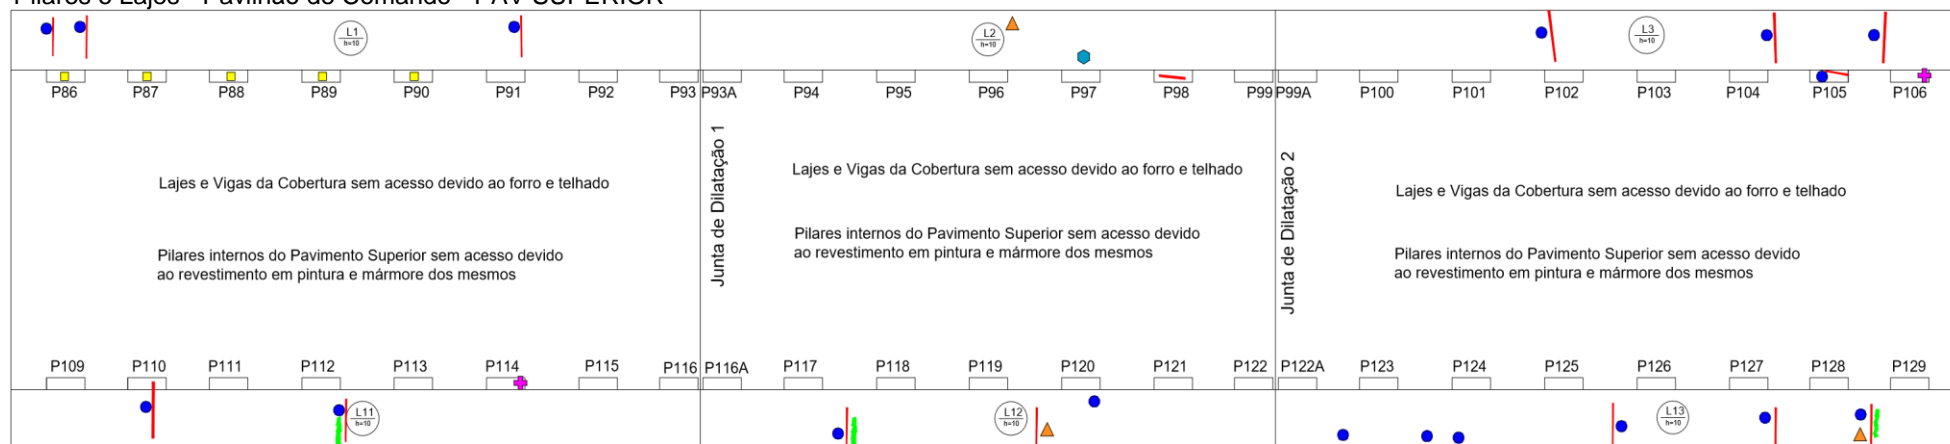 Pilares e Lajes - Pavilhão de Comando - PAV SUPERIOR
L1
h=10
L2
h=10
L3
h=10
P86 P87 P88 P89 P90 P91 P92 P93 P93A P94 P95 P96 P97 P98 P99 P99A P100 P101 P102 P103 P104 P105 P106
Junta de Dilatação 1
Junta de Dilatação 2
Lajes e Vigas da Cobertura sem acesso devido ao forro e telhado
Pilares internos do Pavimento Superior sem acesso devido
ao revestimento em pintura e mármore dos mesmos
Lajes e Vigas da Cobertura sem acesso devido ao forro e telhado
Pilares internos do Pavimento Superior sem acesso devido
ao revestimento em pintura e mármore dos mesmos
Lajes e Vigas da Cobertura sem acesso devido ao forro e telhado
Pilares internos do Pavimento Superior sem acesso devido
ao revestimento em pintura e mármore dos mesmos
P109 P110 P111 P112 P113 P114 P115 P116 P116A P117 P118 P119 P120 P121 P122 P122A P123 P124 P125 P126 P127 P128 P129
L11
h=10
L12
h=10
L13
h=10